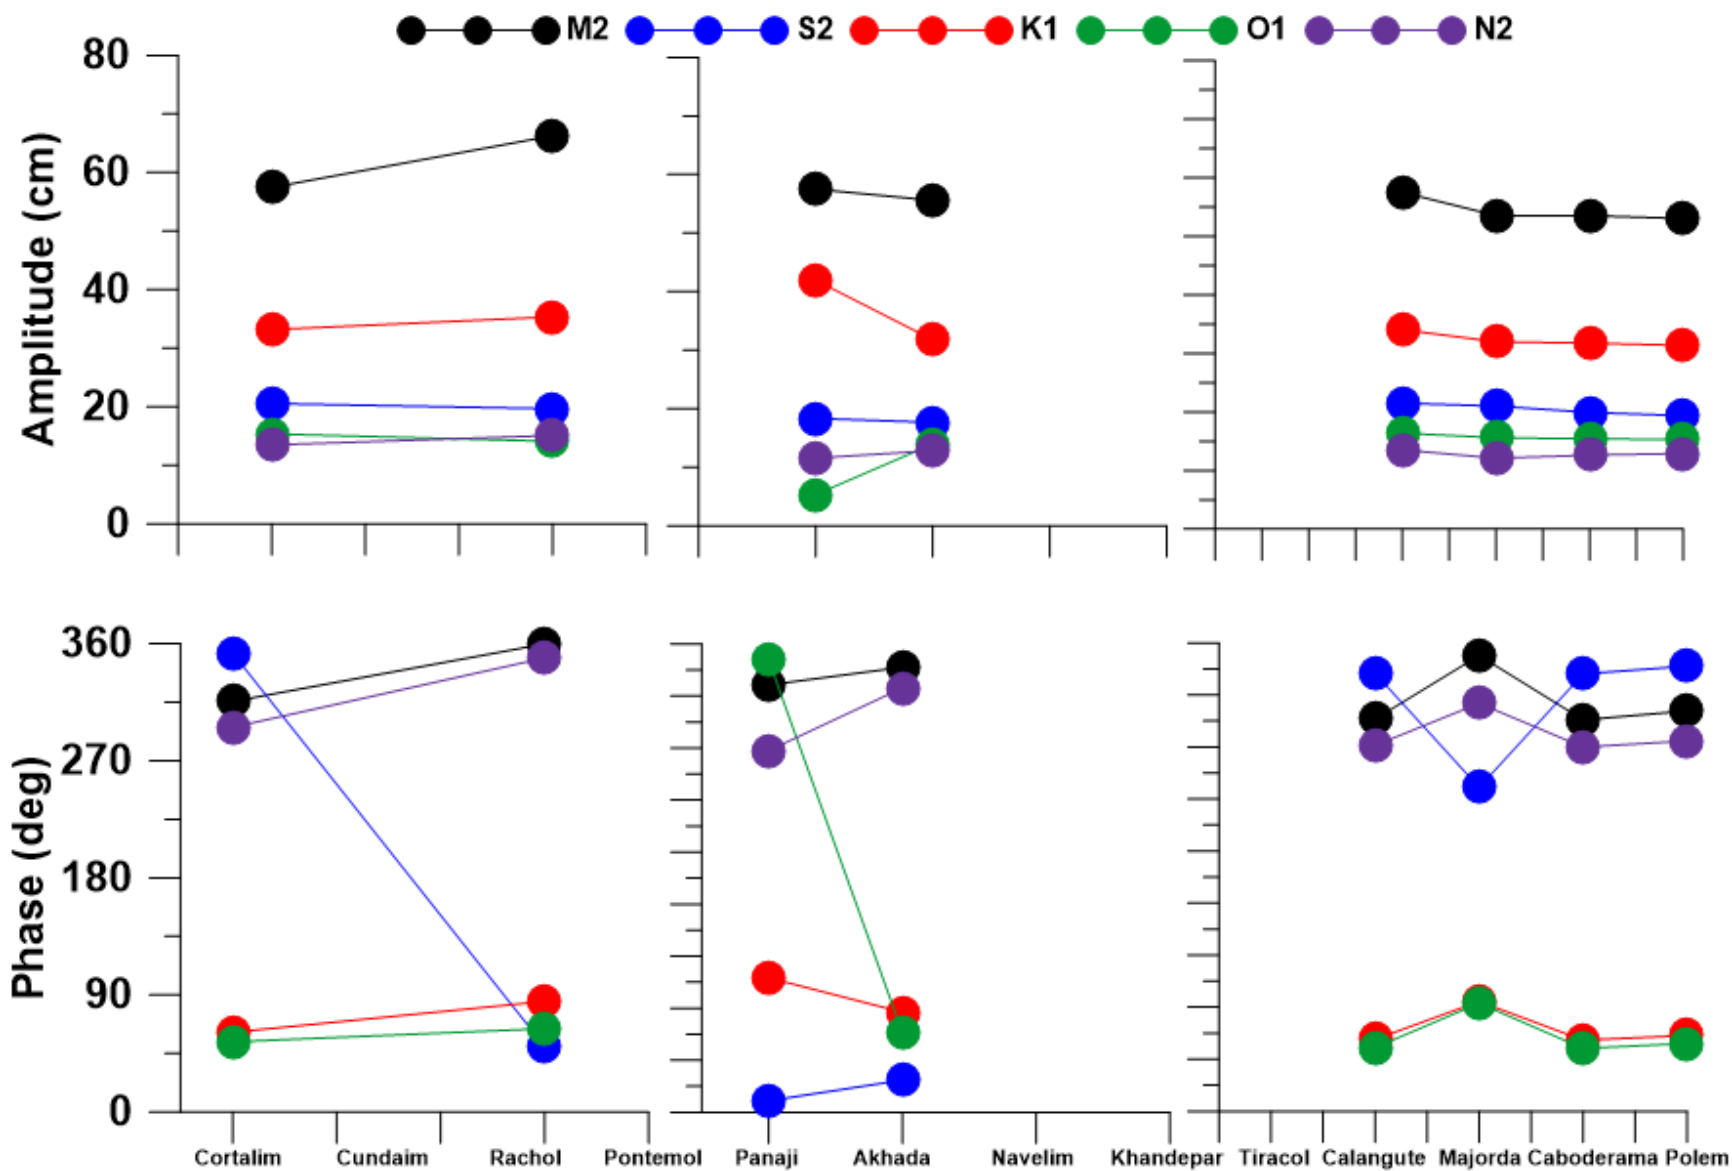 M2 S2 K1 O1 N2
Amplitude (cm)
80
60
40
20
0
Phase (deg)
360
270
180
90
0
Cortalim Cundaim Rachol Pontemol Panaji Akhada Navelim Khandepar Tiracol Calangute Majorda Caboderama Polem